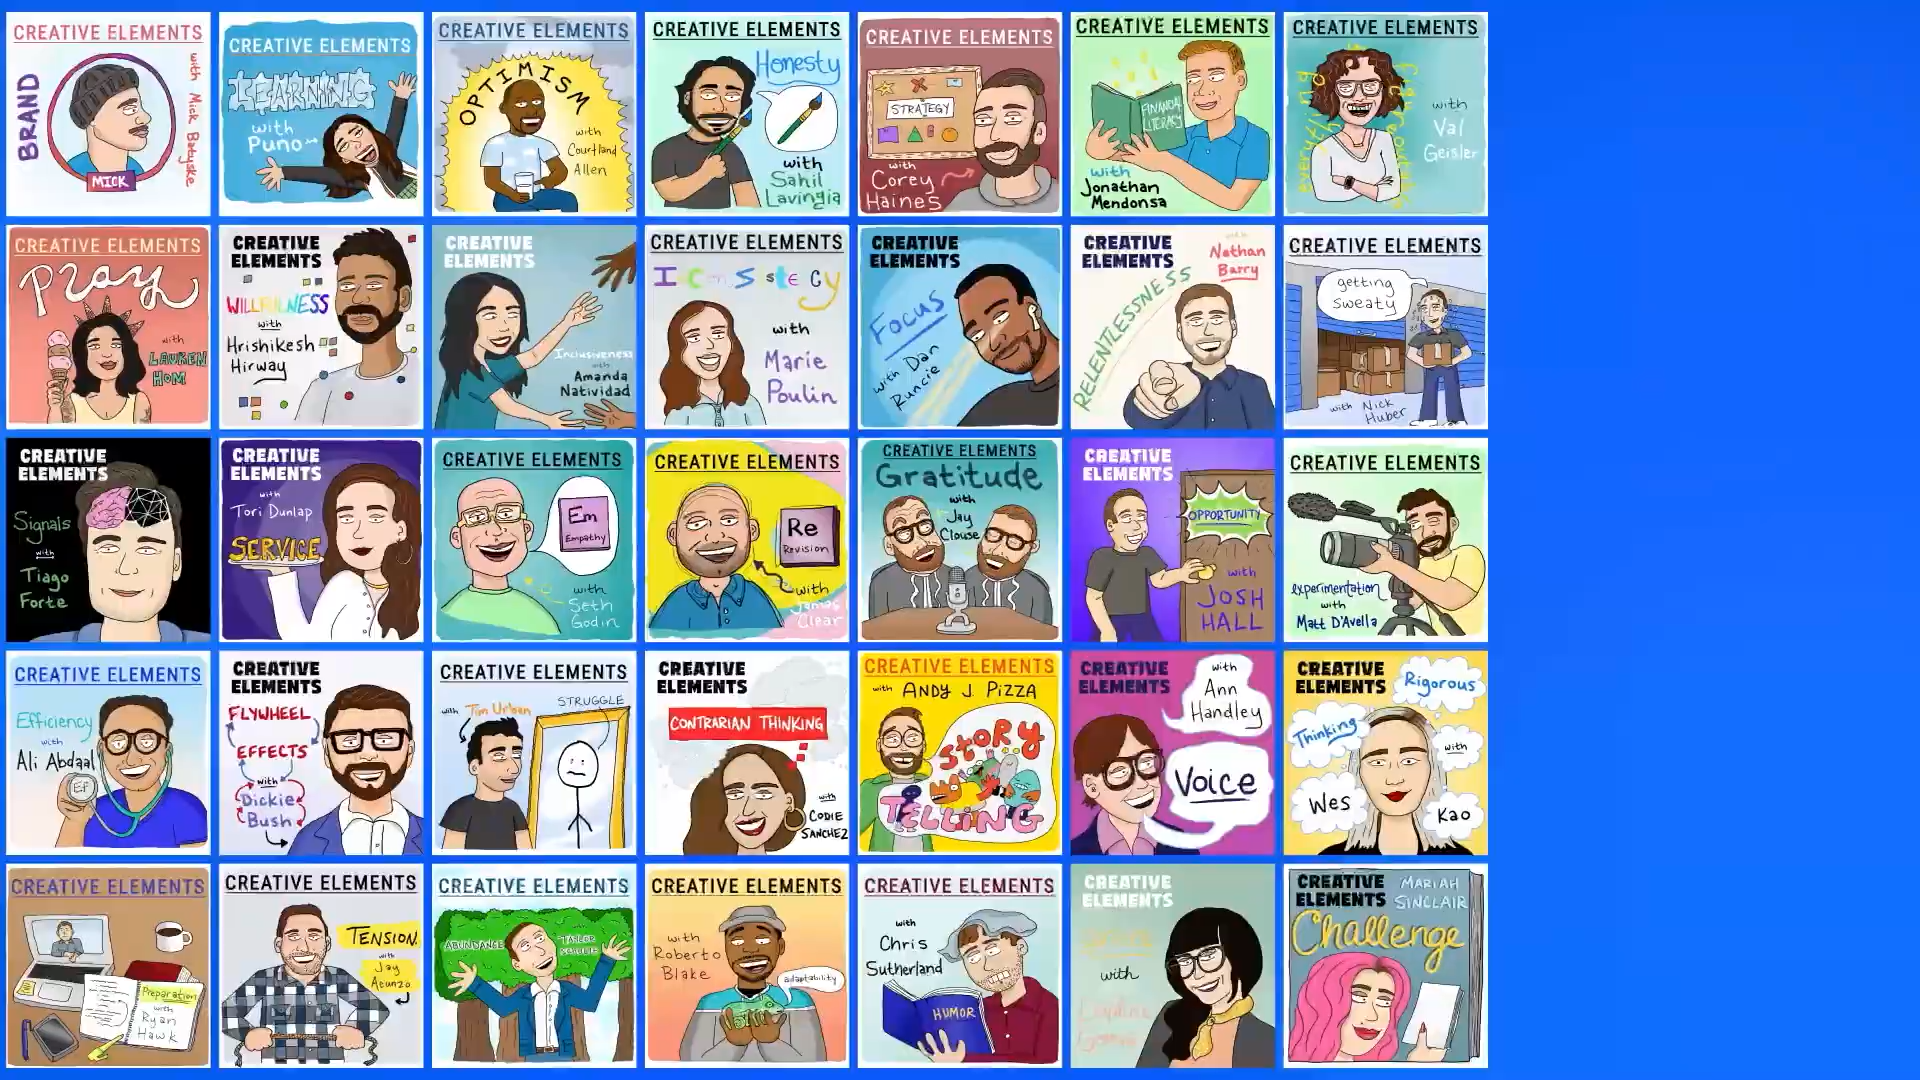 CREATIVE ELEMENTS
BRAND
with Mick Batyske
MICK
CREATIVE ELEMENTS
LEARNING
with
Puno
CREATIVE ELEMENTS
OPTIMISM
with
Courtland
Allen
CREATIVE ELEMENTS
Honesty
with
Sahil
Lavingia
CREATIVE ELEMENTS
STRATEGY
with
Corey
Haines
CREATIVE ELEMENTS
FINANCIAL
LITERACY
with
Jonathan
Mendonsa
CREATIVE ELEMENTS
with
Val
Geisler
CREATIVE ELEMENTS
Pray
with
LAUREN
HOM
CREATIVE
ELEMENTS
WILLFULNESS
with
Hrishikesh
Hirway
CREATIVE
ELEMENTS
Inclusiveness
with
Amanda
Natividad
CREATIVE ELEMENTS
with
Marie
Poulin
CREATIVE
ELEMENTS
Focus
with Dan
Runcie
CREATIVE
ELEMENTS
Nathan
Barry
RELENTLESSNESS
CREATIVE ELEMENTS
getting
sweaty
with Nick
Huber
CREATIVE
ELEMENTS
Signals
with
Tiago
Forte
CREATIVE
ELEMENTS
with
Tori Dunlap
SERVICE
CREATIVE ELEMENTS
Em
Empathy
with
Seth
Godin
CREATIVE ELEMENTS
Re
Revision
with
James
Clear
CREATIVE ELEMENTS
Gratitude
with
Jay
Clouse
CREATIVE
ELEMENTS
OPPORTUNITY
with
JOSH
HALL
CREATIVE ELEMENTS
experimentation
with
Matt D'Avella
CREATIVE ELEMENTS
Efficiency
with
Ali Abdaal
Ef
CREATIVE
ELEMENTS
FLYWHEEL
EFFECTS
with
Dickie
Bush
CREATIVE ELEMENTS
STRUGGLE
with Tim Urban
CREATIVE
ELEMENTS
CONTRARIAN THINKING
with
CODIE
SANCHEZ
CREATIVE ELEMENTS
with ANDY J. PIZZA
STORY
TELLING
CREATIVE
ELEMENTS
with
Ann
Handley
Voice
CREATIVE
ELEMENTS
Rigorous
Thinking
with
Wes
Kao
CREATIVE ELEMENTS
Preparation
with
Ryan
Hawk
CREATIVE ELEMENTS
TENSION
with
Jay
Acunzo
CREATIVE ELEMENTS
ABUNDANCE
CREATIVE ELEMENTS
with
Roberto
Blake
adaptability
CREATIVE ELEMENTS
with
Chris
Sutherland
HUMOR
CREATIVE
ELEMENTS
with
CREATIVE
ELEMENTS
MARIAH
SINCLAIR
Challenge